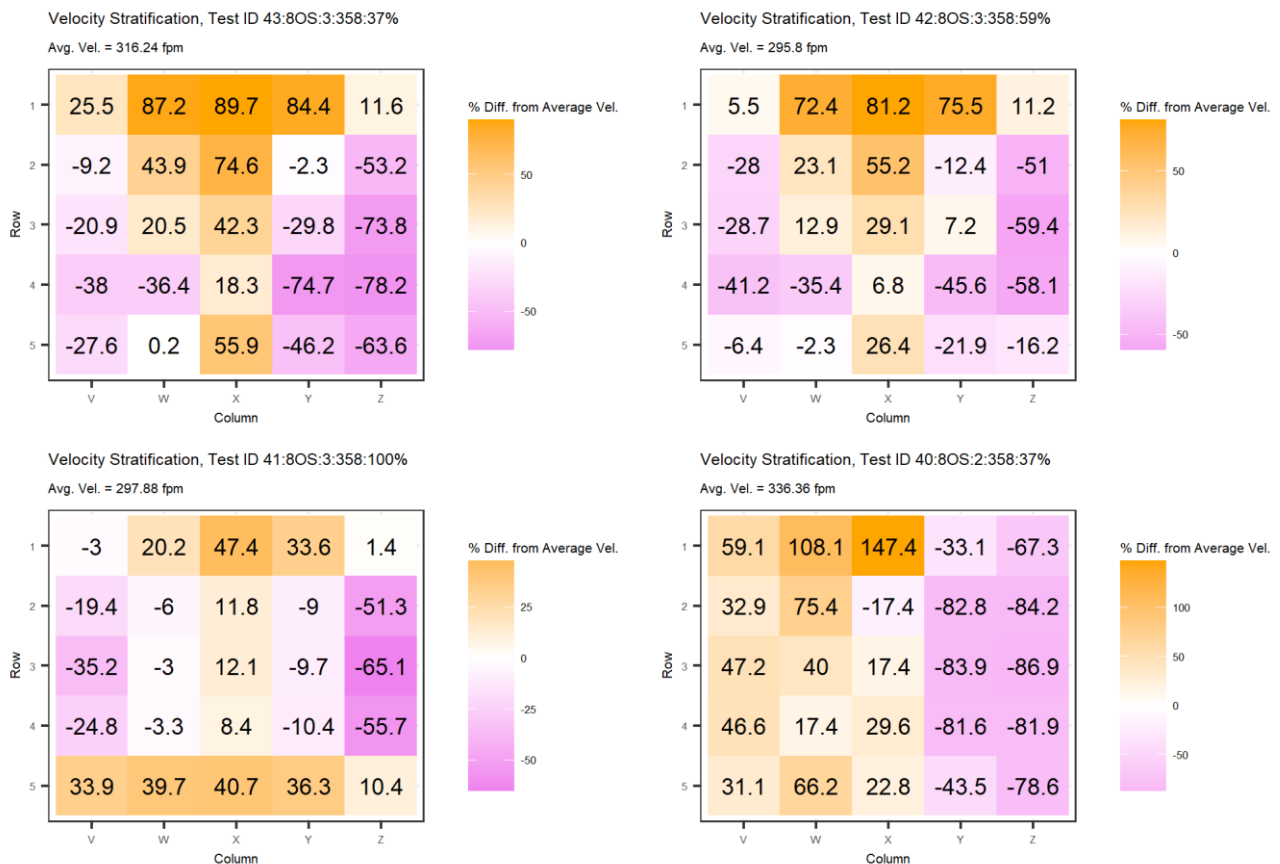 Velocity Stratification, Test ID 43:8OS:3:358:37%
Avg. Vel. = 316.24 fpm
% Diff. from Average Vel.
1 25.5 87.2 89.7 84.4 11.6
2 -9.2 43.9 74.6 -2.3 -53.2
3 -20.9 20.5 42.3 -29.8 -73.8
4 -38 -36.4 18.3 -74.7 -78.2
5 -27.6 0.2 55.9 -46.2 -63.6
Row
V W X Y Z
Column
50
0
-50
Velocity Stratification, Test ID 42:8OS:3:358:59%
Avg. Vel. = 295.8 fpm
% Diff. from Average Vel.
1 5.5 72.4 81.2 75.5 11.2
2 -28 23.1 55.2 -12.4 -51
3 -28.7 12.9 29.1 7.2 -59.4
4 -41.2 -35.4 6.8 -45.6 -58.1
5 -6.4 -2.3 26.4 -21.9 -16.2
Row
V W X Y Z
Column
50
0
-50
Velocity Stratification, Test ID 41:8OS:3:358:100%
Avg. Vel. = 297.88 fpm
% Diff. from Average Vel.
1 -3 20.2 47.4 33.6 1.4
2 -19.4 -6 11.8 -9 -51.3
3 -35.2 -3 12.1 -9.7 -65.1
4 -24.8 -3.3 8.4 -10.4 -55.7
5 33.9 39.7 40.7 36.3 10.4
Row
V W X Y Z
Column
25
0
-25
-50
Velocity Stratification, Test ID 40:8OS:2:358:37%
Avg. Vel. = 336.36 fpm
% Diff. from Average Vel.
1 59.1 108.1 147.4 -33.1 -67.3
2 32.9 75.4 -17.4 -82.8 -84.2
3 47.2 40 17.4 -83.9 -86.9
4 46.6 17.4 29.6 -81.6 -81.9
5 31.1 66.2 22.8 -43.5 -78.6
Row
V W X Y Z
Column
100
50
0
-50